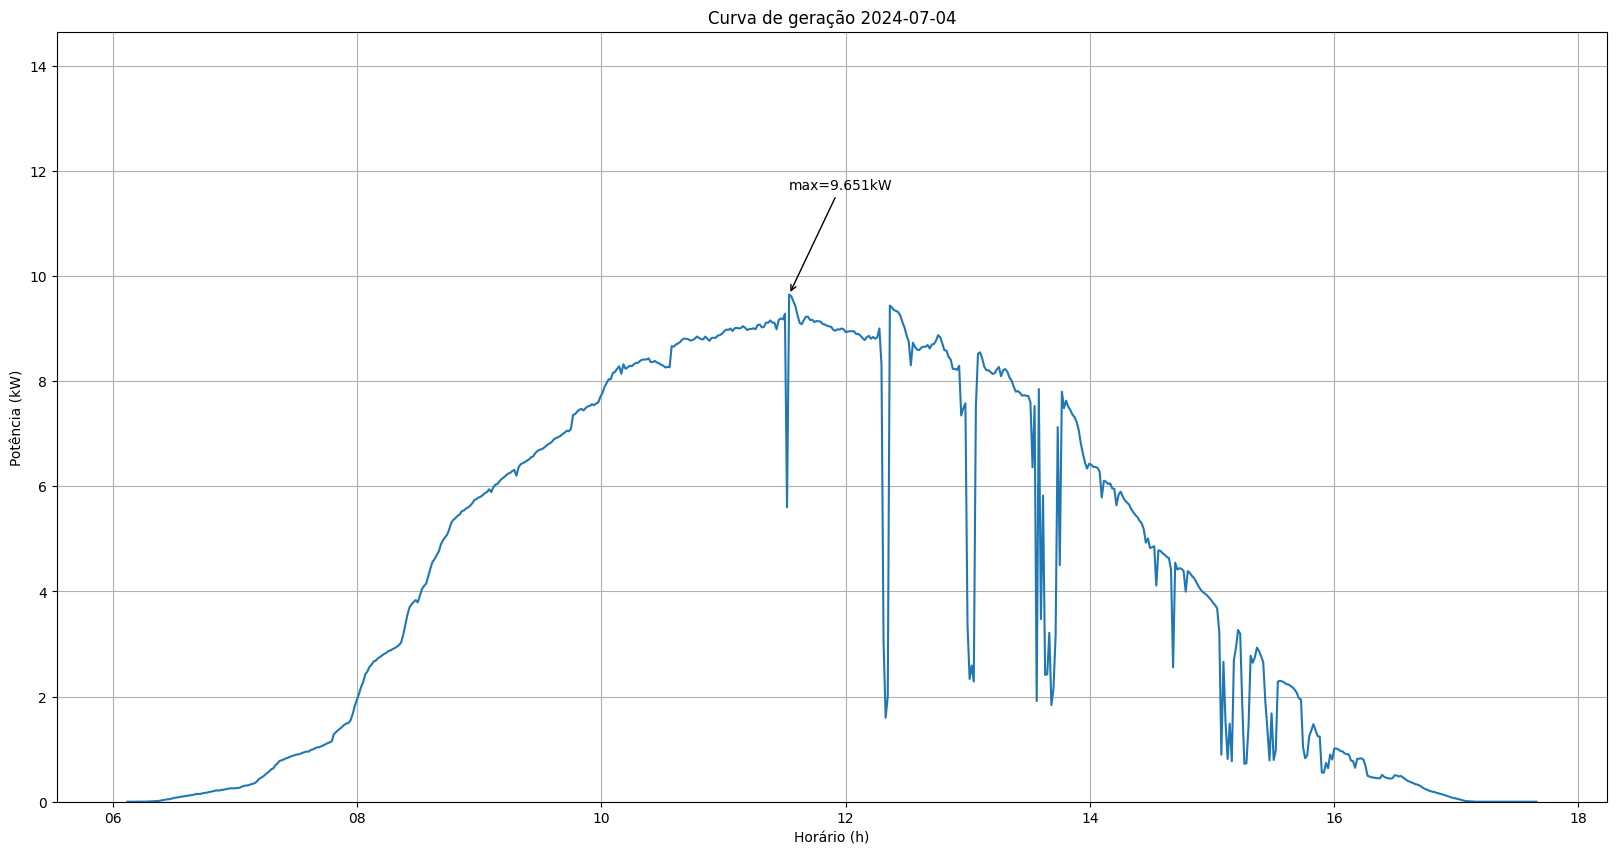 Curva de geração 2024-07-04
14
12
max=9.651kW
10
8
Potência (kW)
6
4
2
0
06 08 10 12 14 16 18
Horário (h)